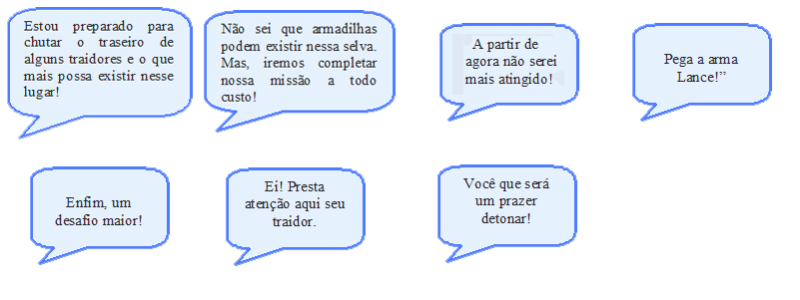 Estou preparado para
chutar o traseiro de
alguns traidores e o que
mais possa existir nesse
lugar!
Não sei que armadilhas
podem existir nessa selva.
Mas, iremos completar
nossa missão a todo
custo!
A partir de
agora não serei
mais atingido!
Pega a arma
Lance!”
Enfim, um
desafio maior!
Ei! Presta
atenção aqui seu
traidor.
Você que será
um prazer
detonar!